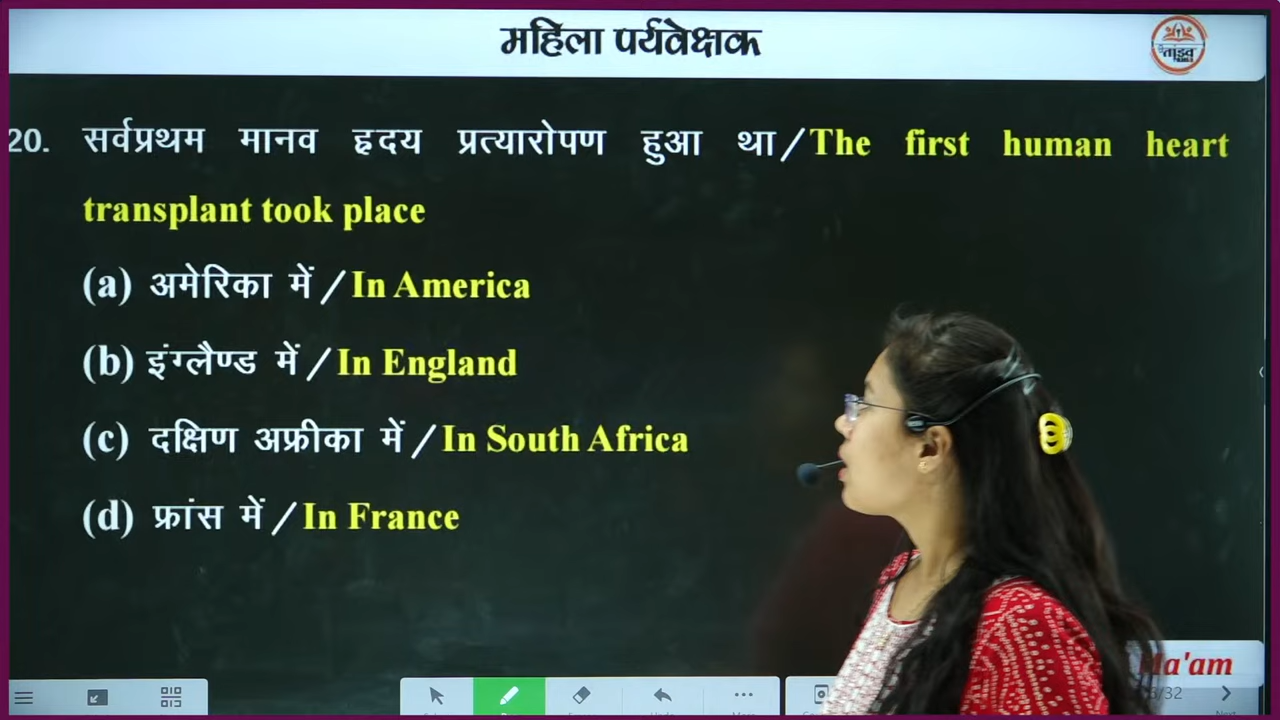 महिला पर्यवेक्षक
20. सर्वप्रथम मानव हृदय प्रत्यारोपण हुआ था/The first human heart
transplant took place
(a) अमेरिका में/In America
(b) इंग्लैण्ड में/In England
(c) दक्षिण अफ्रीका में/In South Africa
(d) फ्रांस में/In France
Ma'am
/32